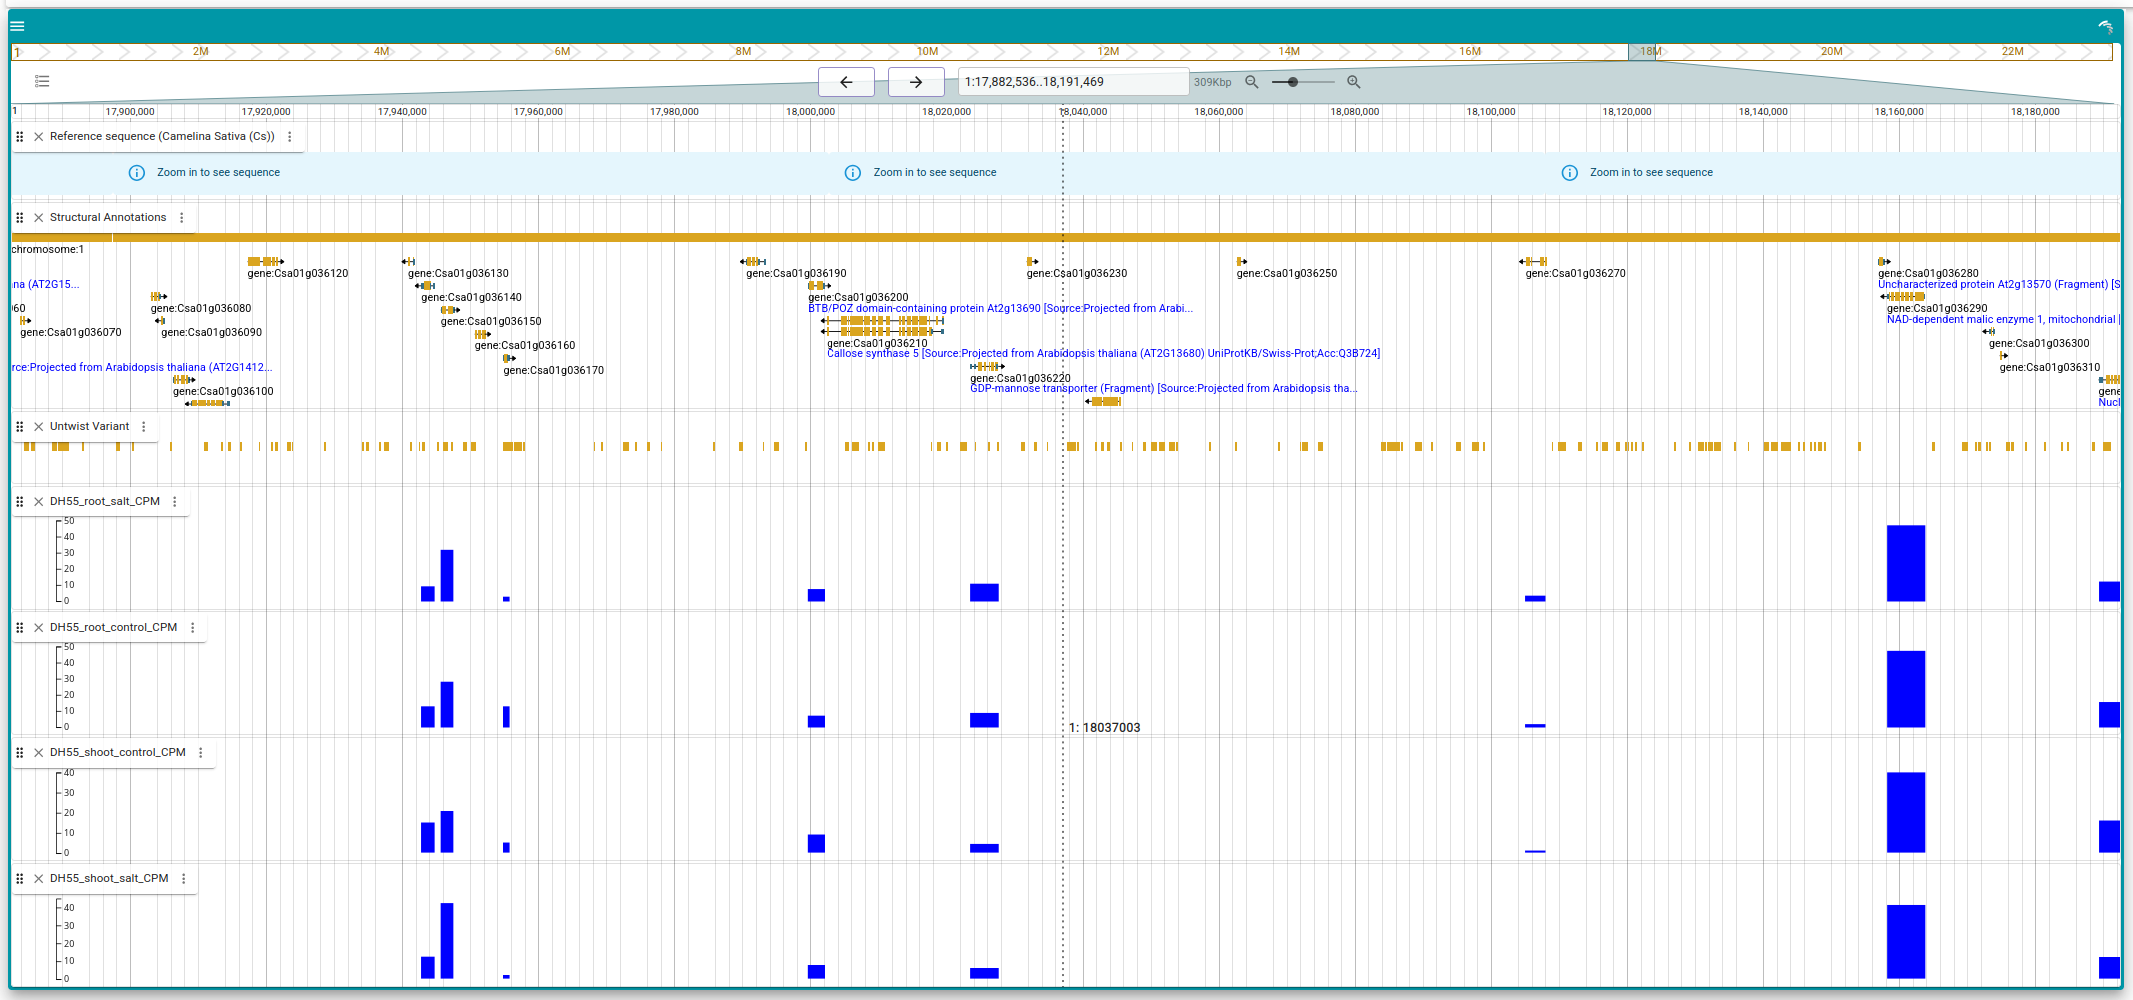 1 2M 4M 6M 8M 10M 12M 14M 16M 18M 20M 22M
1:17,882,536..18,191,469 309Kbp
1 17,900,000 17,920,000 17,940,000 17,960,000 17,980,000 18,000,000 18,020,000 18,040,000 18,060,000 18,080,000 18,100,000 18,120,000 18,140,000 18,160,000 18,180,000
Reference sequence (Camelina Sativa (Cs))
Zoom in to see sequence Zoom in to see sequence Zoom in to see sequence
Structural Annotations
chromosome:1
gene:Csa01g036120 gene:Csa01g036130 gene:Csa01g036190 gene:Csa01g036230 gene:Csa01g036250 gene:Csa01g036270 gene:Csa01g036280
na (AT2G15... Uncharacterized protein At2g13570 (Fragment) [S
gene:Csa01g036140 gene:Csa01g036200
60 gene:Csa01g036080 BTB/POZ domain-containing protein At2g13690 [Source:Projected from Arabi... gene:Csa01g036290
gene:Csa01g036150 NAD-dependent malic enzyme 1, mitochondrial [
gene:Csa01g036070 gene:Csa01g036090
gene:Csa01g036160 gene:Csa01g036210 gene:Csa01g036300
Callose synthase 5 [Source:Projected from Arabidopsis thaliana (AT2G13680) UniProtKB/Swiss-Prot;Acc:Q3B724]
rce:Projected from Arabidopsis thaliana (AT2G1412... gene:Csa01g036170 gene:Csa01g036310
gene:Csa01g036220
gene:Csa01g036100 GDP-mannose transporter (Fragment) [Source:Projected from Arabidopsis tha... gene
Nucl
Untwist Variant
DH55_root_salt_CPM
50
40
30
20
10
0
DH55_root_control_CPM
50
40
30
20
10
0
1: 18037003
DH55_shoot_control_CPM
40
30
20
10
0
DH55_shoot_salt_CPM
40
30
20
10
0